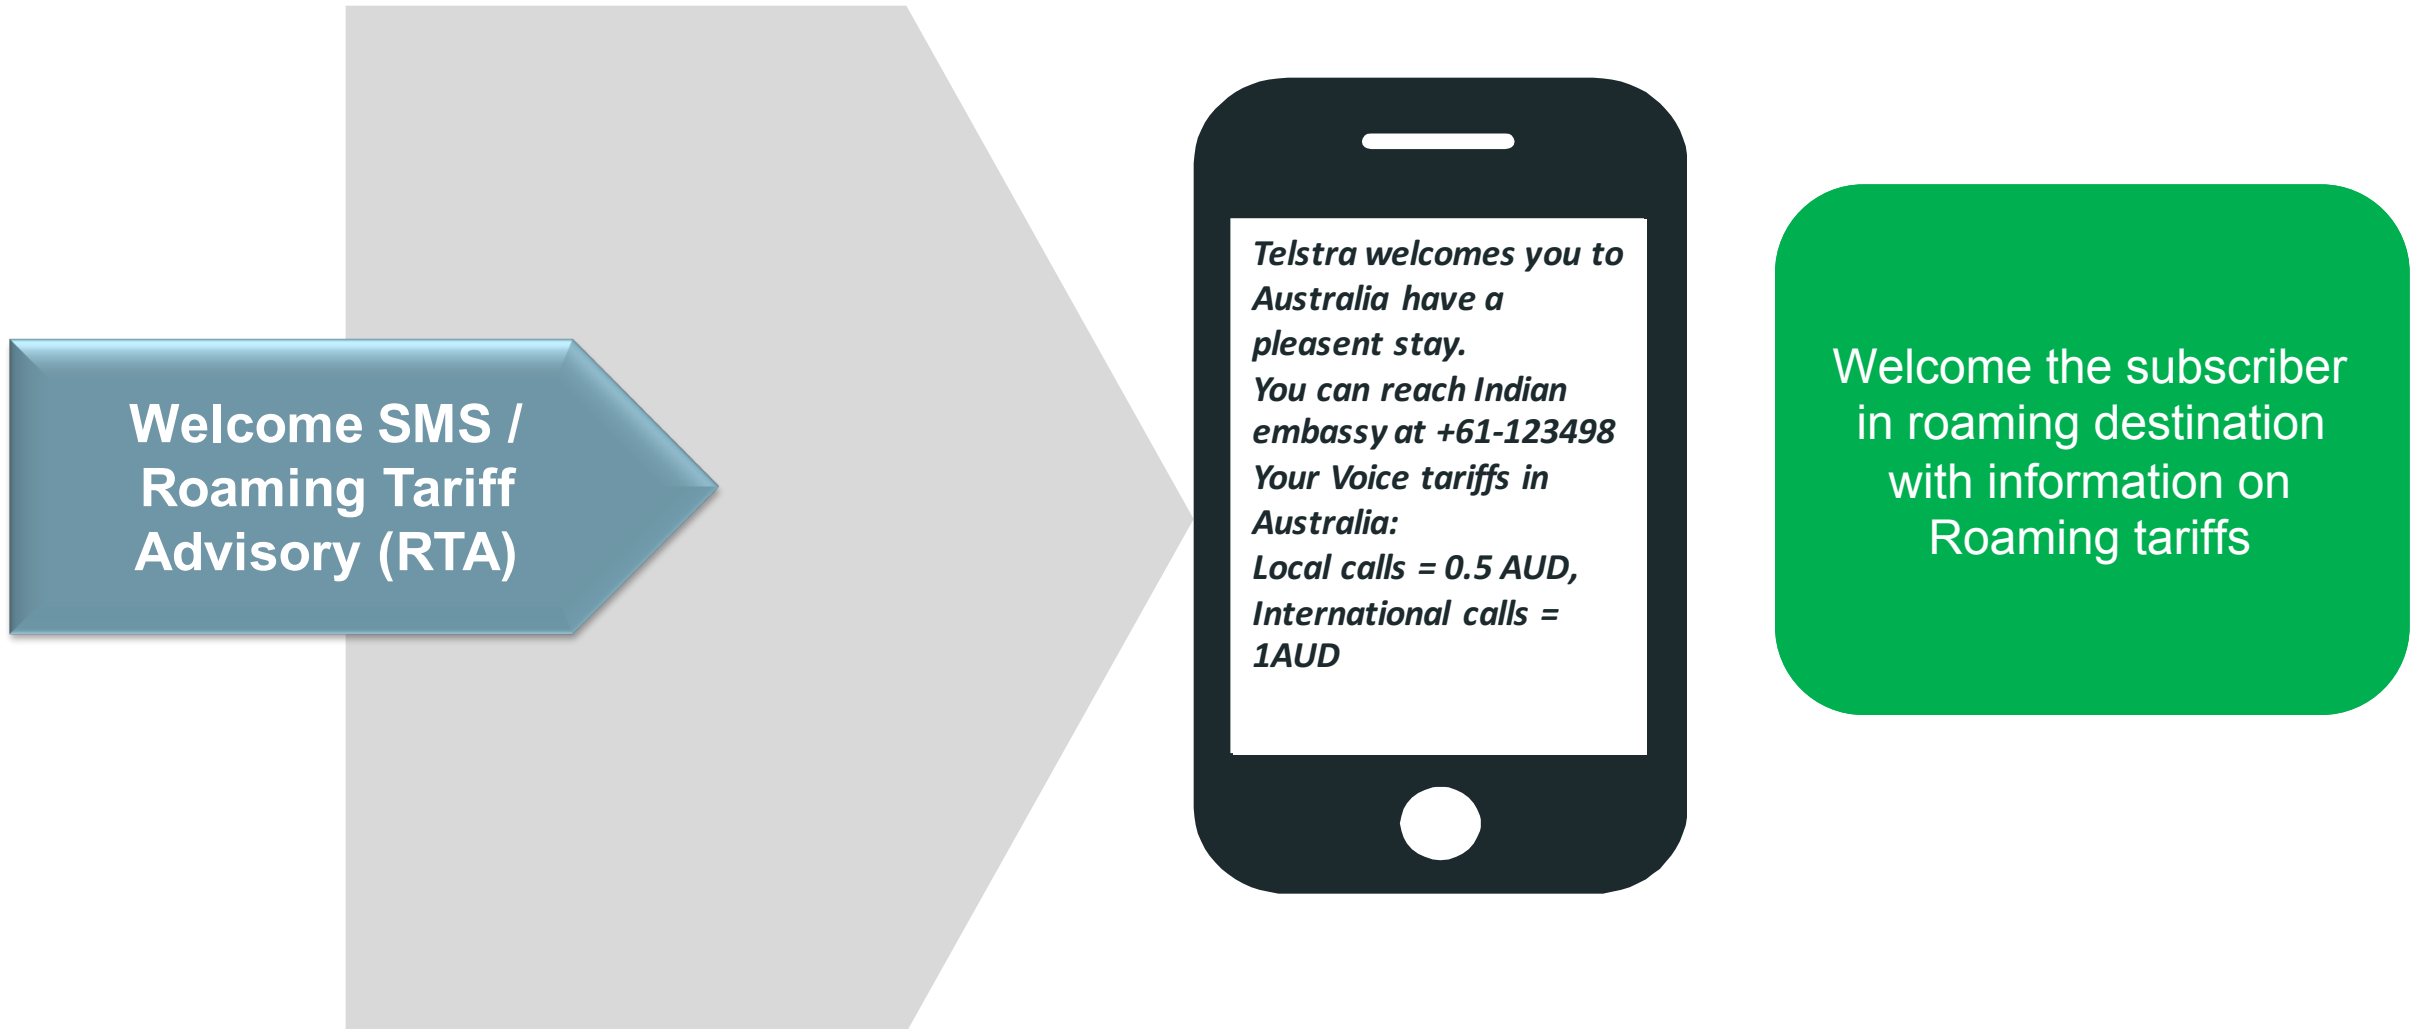 Welcome SMS /
Roaming Tariff
Advisory (RTA)
Telstra welcomes you to
Australia have a
pleasent stay.
You can reach Indian
embassy at +61-123498
Your Voice tariffs in
Australia:
Local calls = 0.5 AUD,
International calls =
1AUD
Welcome the subscriber
in roaming destination
with information on
Roaming tariffs